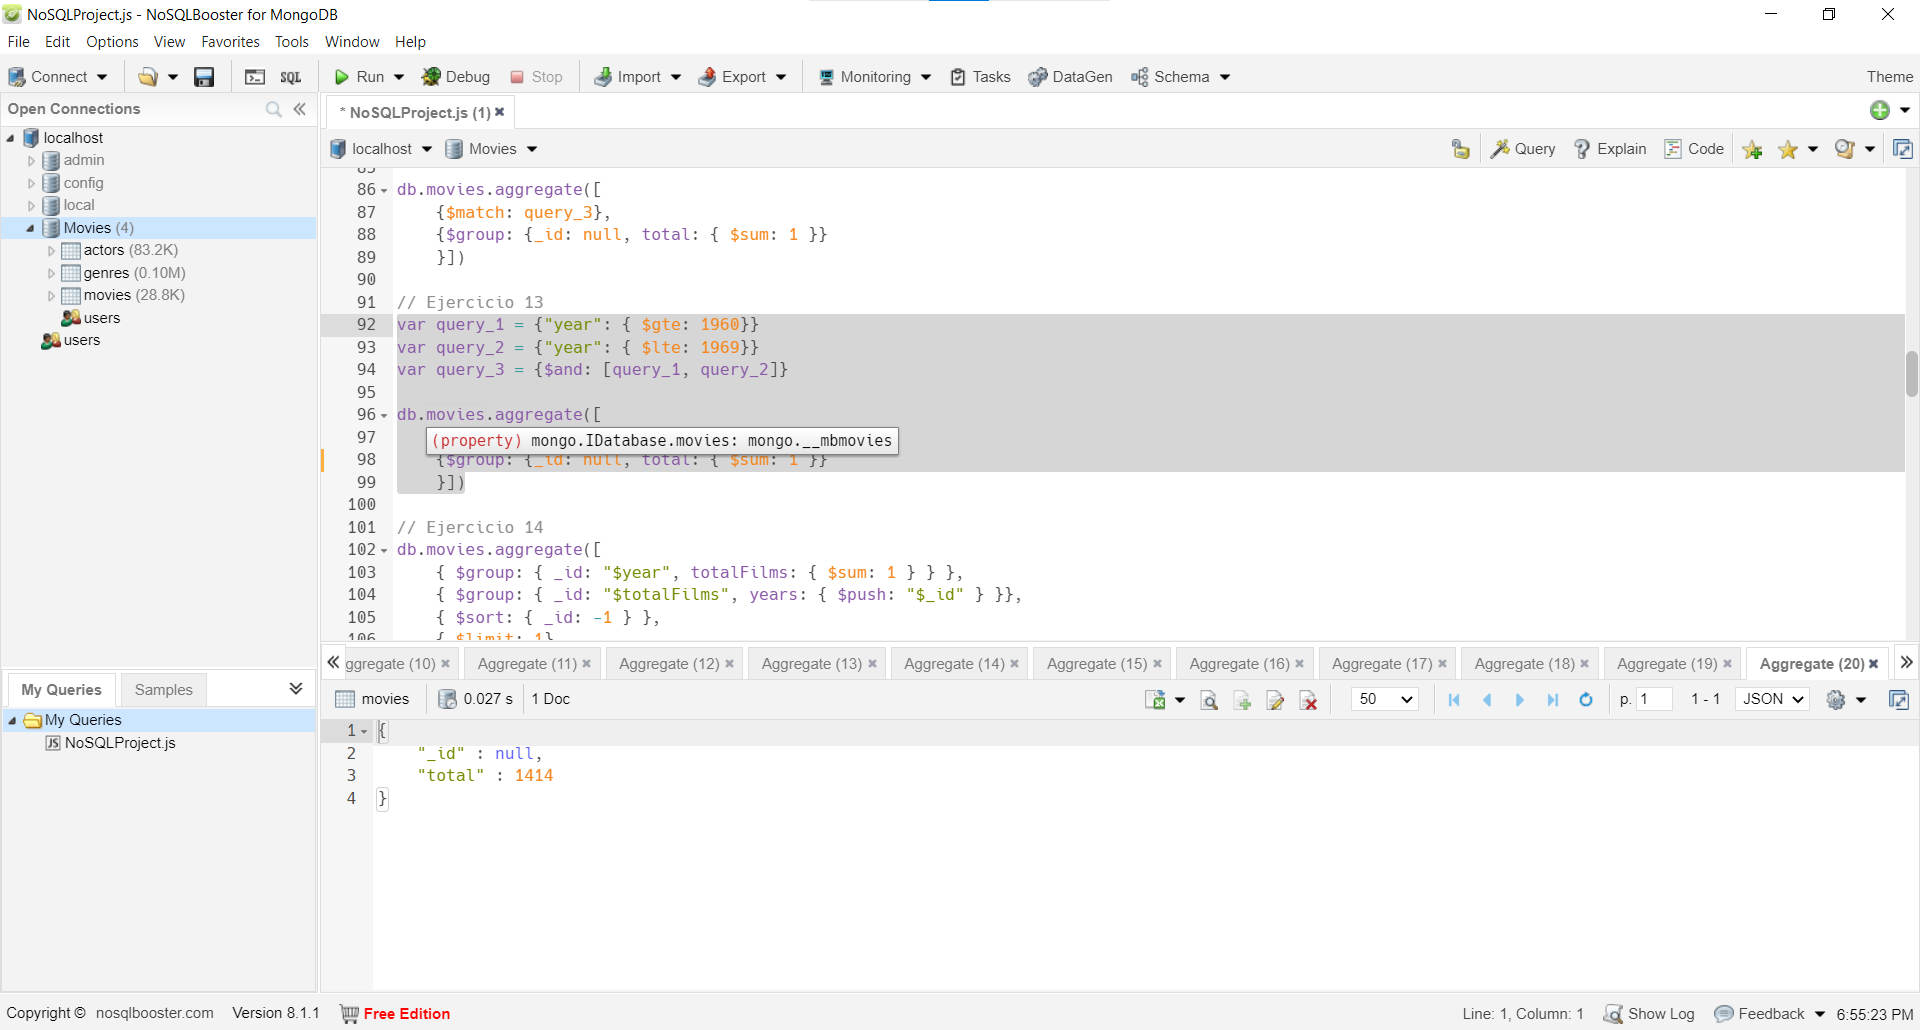 NoSQLProject.js - NoSQLBooster for MongoDB
File Edit Options View Favorites Tools Window Help
Connect SQL Run Debug Stop Import Export Monitoring Tasks DataGen Schema Theme
Open Connections
* NoSQLProject.js (1)
localhost
admin
config
local
Movies (4)
actors (83.2K)
genres (0.10M)
movies (28.8K)
users
users
localhost Movies Query Explain Code
86 db.movies.aggregate([
87 {$match: query_3},
88 {$group: {_id: null, total: { $sum: 1 }}
89 }])
90
91 // Ejercicio 13
92 var query_1 = {"year": { $gte: 1960}}
93 var query_2 = {"year": { $lte: 1969}}
94 var query_3 = {$and: [query_1, query_2]}
95
96 db.movies.aggregate([
97 (property) mongo.IDatabase.movies: mongo.__mbmovies
98 {$group: {_id: null, total: { $sum: 1 }}
99 }])
100
101 // Ejercicio 14
102 db.movies.aggregate([
103 { $group: { _id: "$year", totalFilms: { $sum: 1 } } },
104 { $group: { _id: "$totalFilms", years: { $push: "$_id" } }},
105 { $sort: { _id: -1 } },
106 { $limit: 1}
ggregate (10) Aggregate (11) Aggregate (12) Aggregate (13) Aggregate (14) Aggregate (15) Aggregate (16) Aggregate (17) Aggregate (18) Aggregate (19) Aggregate (20)
movies 0.027 s 1 Doc 50 p. 1 1 - 1 JSON
1 {
2 "_id" : null,
3 "total" : 1414
4 }
My Queries Samples
My Queries
JS NoSQLProject.js
Copyright © nosqlbooster.com Version 8.1.1 Free Edition Line: 1, Column: 1 Show Log Feedback 6:55:23 PM